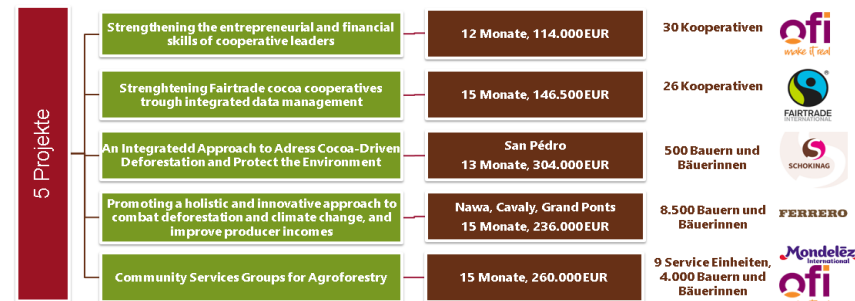 5 Projekte
Strengthening the entrepreneurial and financial
skills of cooperative leaders
12 Monate, 114.000 EUR
30 Kooperativen
ofi
make it real
Strenghtening Fairtrade cocoa cooperatives
trough integrated data management
15 Monate, 146.500 EUR
26 Kooperativen
FAIRTRADE
INTERNATIONAL
An Integratedd Approach to Adress Cocoa-Driven
Deforestation and Protect the Environment
San Pédro
13 Monate, 304.000 EUR
500 Bauern und
Bäuerinnen
SCHOKINAG
Promoting a holistic and innovative approach to
combat deforestation and climate change, and
improve producer incomes
Nawa, Cavaly, Grand Ponts
15 Monate, 236.000 EUR
8.500 Bauern und
Bäuerinnen
FERRERO
Community Services Groups for Agroforestry
15 Monate, 260.000 EUR
9 Service Einheiten,
4.000 Bauern und
Bäuerinnen
Mondelēz
International
ofi